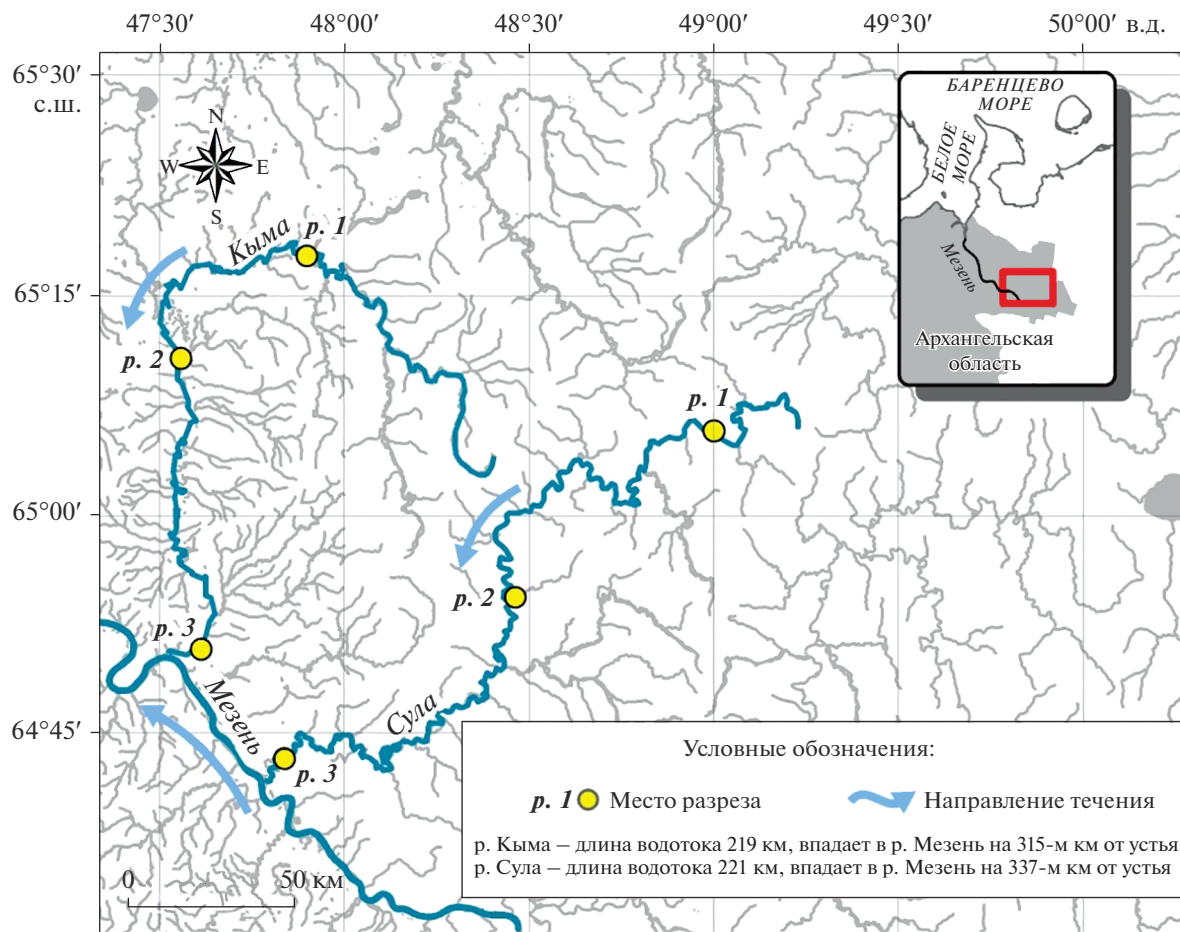 47°30′ 48°00′ 48°30′ 49°00′ 49°30′ 50°00′ в.д.
65°30′
с.ш.
БАРЕНЦЕВО
МОРЕ
БЕЛОЕ
МОРЕ
Мезень
Архангельская
область
N
W E
S
Кыма
р. 1
65°15′
р. 2
р. 1
65°00′
р. 2
р. 3
Мезень
64°45′
Сула
р. 3
Условные обозначения:
р. 1 Место разреза Направление течения
р. Кыма – длина водотока 219 км, впадает в р. Мезень на 315-м км от устья
р. Сула – длина водотока 221 км, впадает в р. Мезень на 337-м км от устья
0 50 км